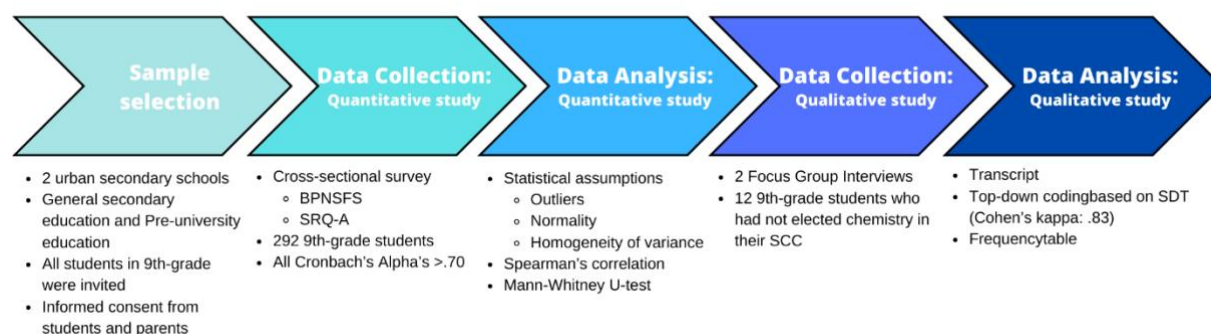 Sample
selection
Data Collection:
Quantitative study
Data Analysis:
Quantitative study
Data Collection:
Qualitative study
Data Analysis:
Qualitative study
• 2 urban secondary schools
• General secondary
education and Pre-university
education
• All students in 9th-grade
were invited
• Informed consent from
students and parents
• Cross-sectional survey
◦ BPNSFS
◦ SRQ-A
• 292 9th-grade students
• All Cronbach's Alpha's >.70
• Statistical assumptions
◦ Outliers
◦ Normality
◦ Homogeneity of variance
• Spearman's correlation
• Mann-Whitney U-test
• 2 Focus Group Interviews
• 12 9th-grade students who
had not elected chemistry in
their SCC
• Transcript
• Top-down codingbased on SDT
(Cohen's kappa: .83)
• Frequencytable